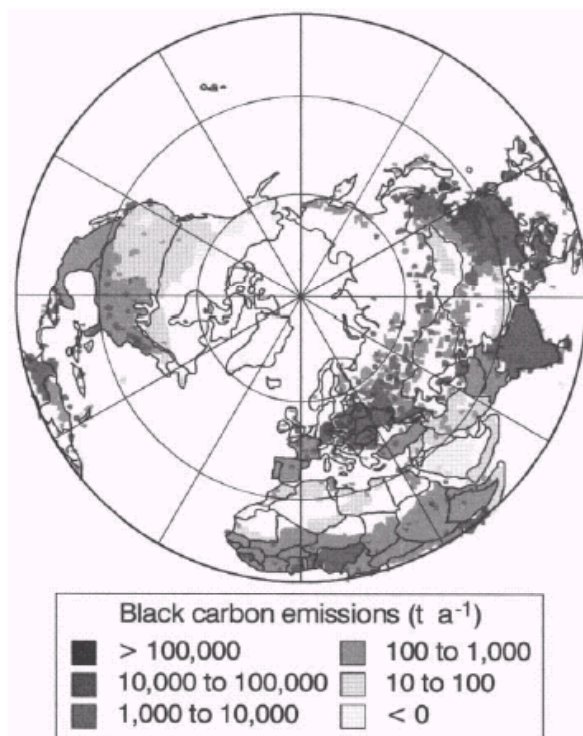 Black carbon emissions (t a-1)
> 100,000
10,000 to 100,000
1,000 to 10,000
100 to 1,000
10 to 100
< 0